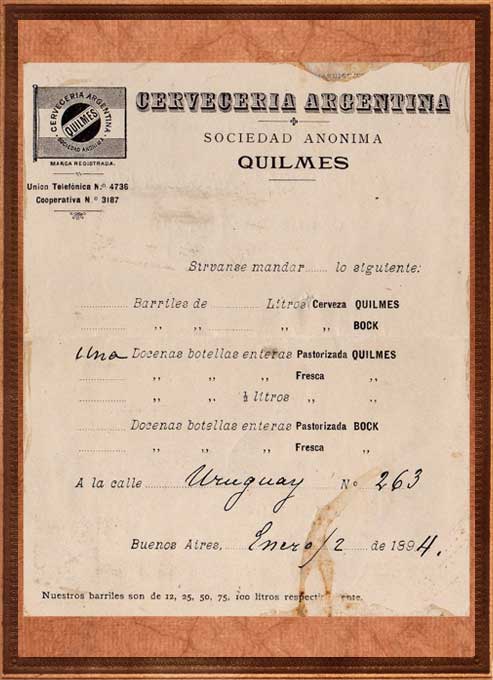 CERVECERIA ARGENTINA
QUILMES
SOCIEDAD ANONIMA
MARCA REGISTRADA.
Union Telefónica N.º 4736
Cooperativa N.º 3187
CERVECERIA ARGENTINA
SOCIEDAD ANONIMA
QUILMES
Sirvanse mandar ...... lo siguiente:
............ Barriles de ............ Litros Cerveza QUILMES
............ ,, ,, ............ ,, ,, BOCK
Una Docenas botellas enteras Pastorizada QUILMES
............ ,, ,, ,, Fresca ,,
............ ,, ,, ½ litros ,, ,,
............ Docenas botellas enteras Pastorizada BOCK
............ ,, ,, ,, Fresca ,,
A la calle Uruguay Nº 263
Buenos Aires, Enero/2 de 1894.
Nuestros barriles son de 12, 25, 50, 75, 100 litros